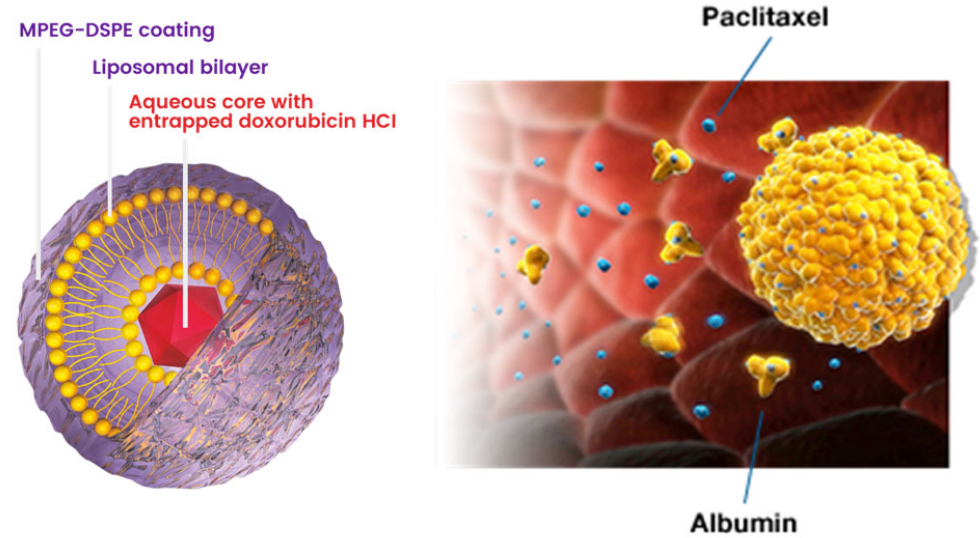 MPEG-DSPE coating
Liposomal bilayer
Aqueous core with
entrapped doxorubicin HCl
Paclitaxel
Albumin